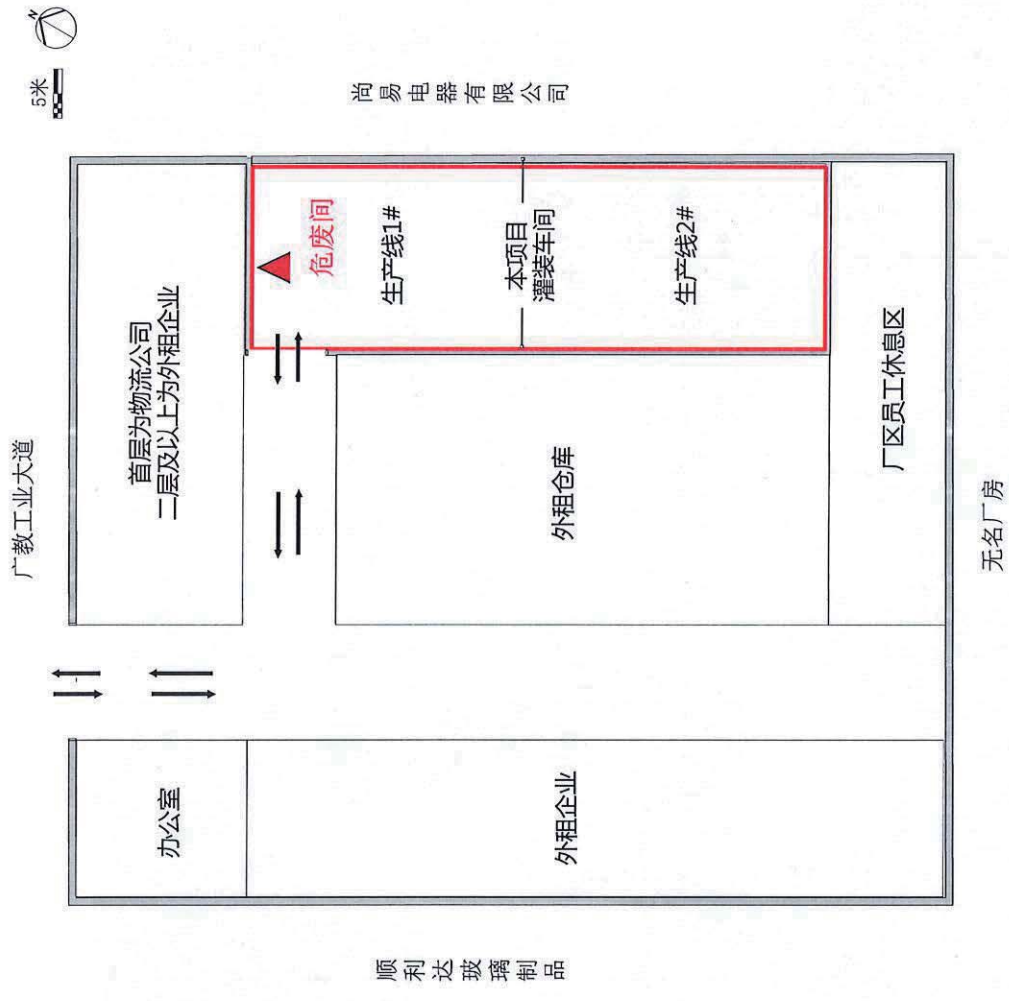 N
5米
广教工业大道
办公室
首层为物流公司
二层及以上为外租企业
危废间
生产线1#
顺利达玻璃制品
外租企业
外租仓库
本项目
灌装车间
尚易电器有限公司
生产线2#
厂区员工休息区
无名厂房